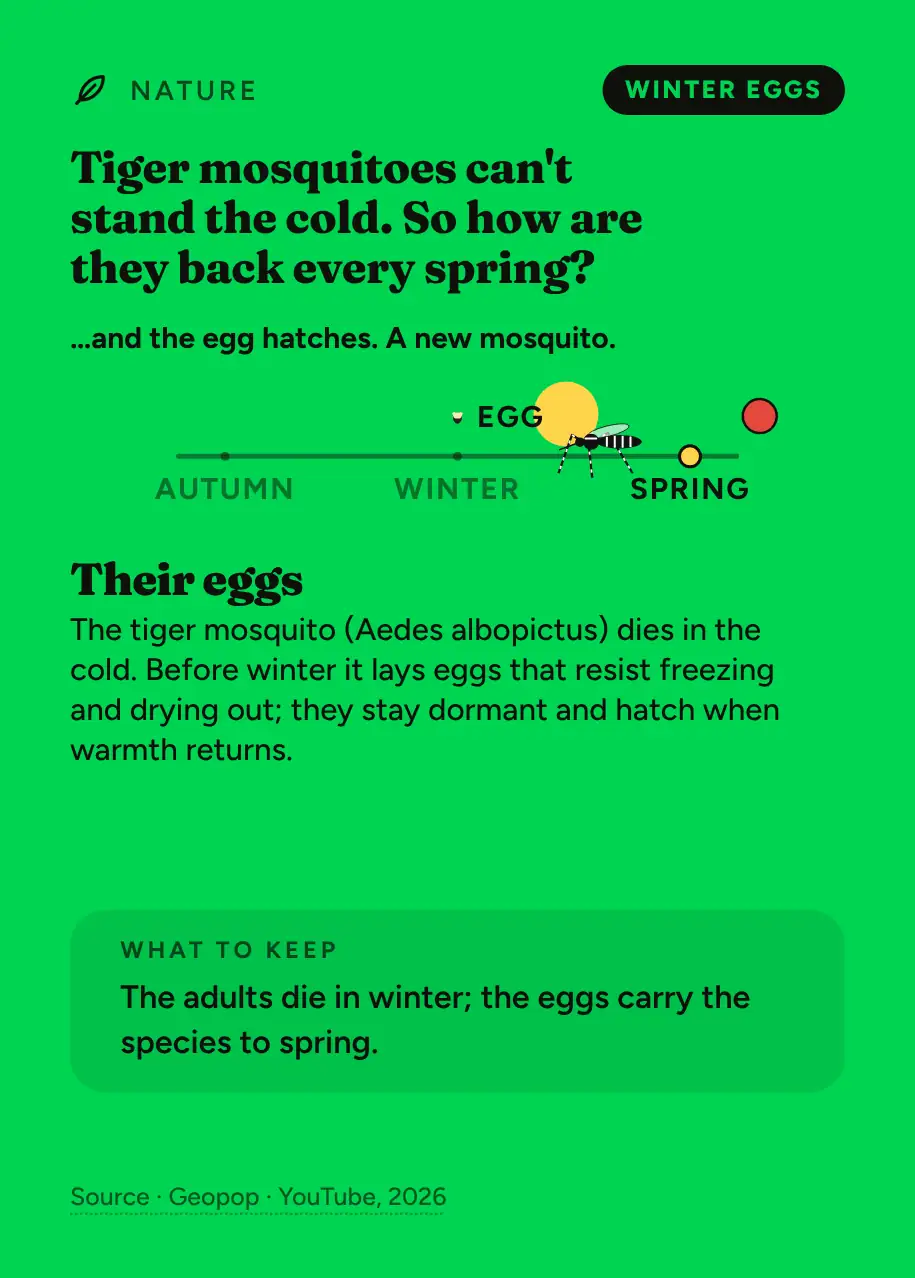 NATURE
WINTER EGGS
Tiger mosquitoes can't
stand the cold. So how are
they back every spring?
...and the egg hatches. A new mosquito.
EGG
AUTUMN
WINTER
SPRING
Their eggs
The tiger mosquito (Aedes albopictus) dies in the
cold. Before winter it lays eggs that resist freezing
and drying out; they stay dormant and hatch when
warmth returns.
WHAT TO KEEP
The adults die in winter; the eggs carry the
species to spring.
Source · Geopop · YouTube, 2026